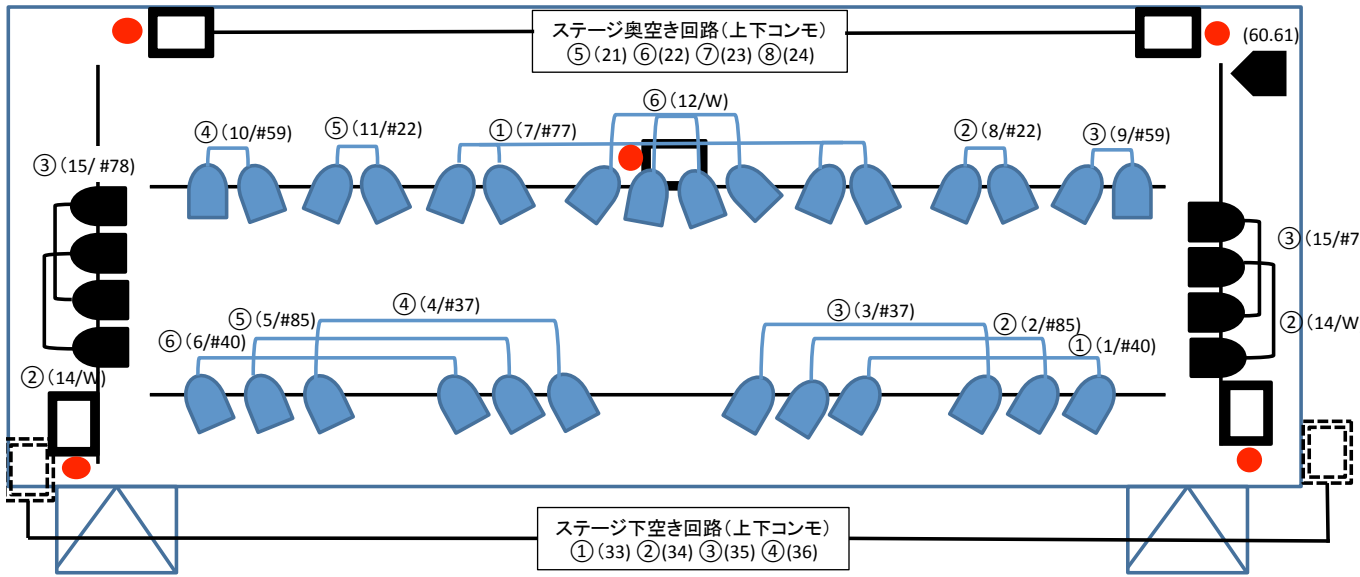 ステージ奥空き回路(上下コンモ)
⑤(21) ⑥(22) ⑦(23) ⑧(24)
(60.61)
⑥(12/W)
④(10/#59)
⑤(11/#22)
①(7/#77)
②(8/#22)
③(9/#59)
③(15/ #78)
③(15/#7
④(4/#37)
③(3/#37)
⑤(5/#85)
②(2/#85)
②(14/W
⑥(6/#40)
①(1/#40)
②(14/W)
ステージ下空き回路(上下コンモ)
①(33) ②(34) ③(35) ④(36)